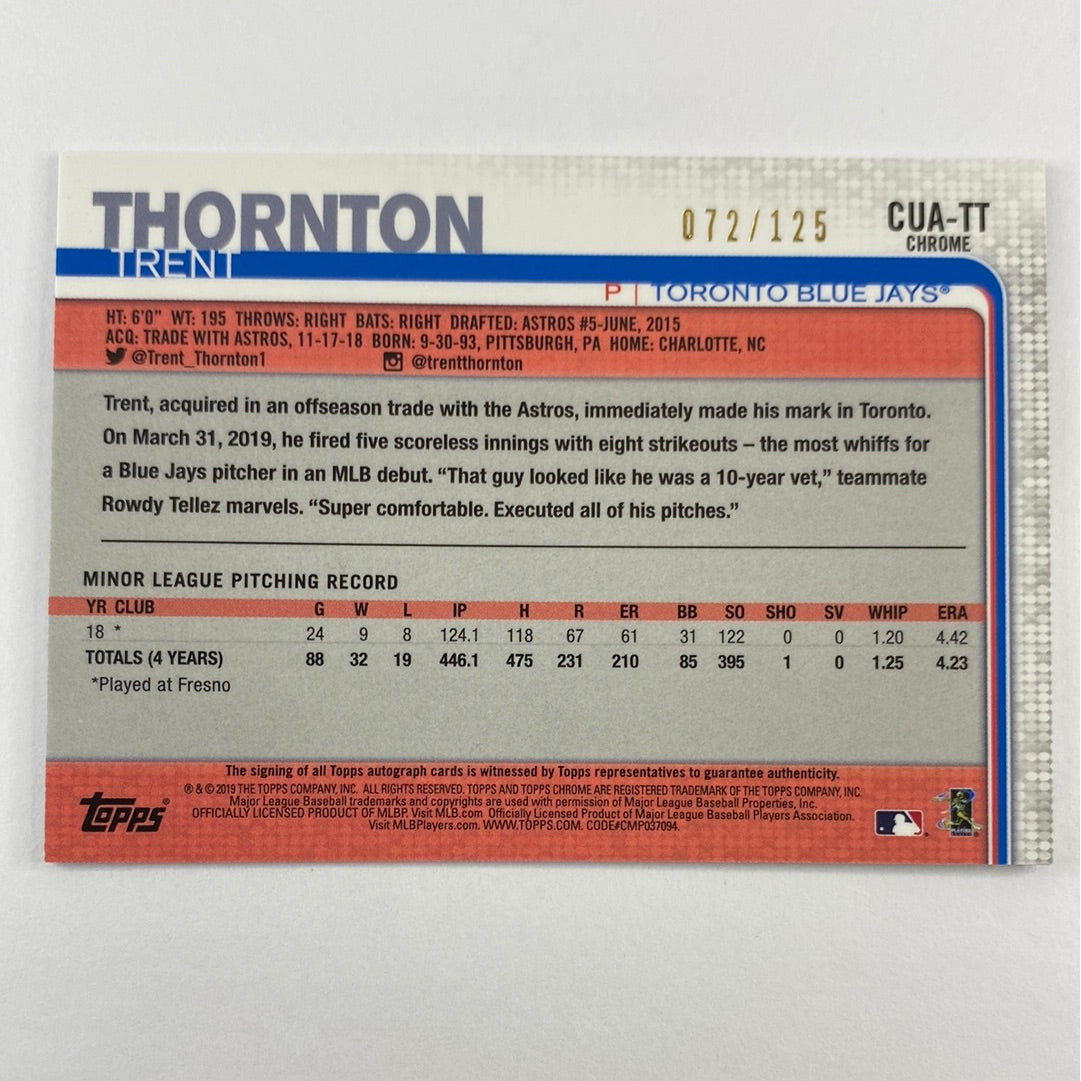 THORNTON
TRENT
072/125
CUA-TT
CHROME
P | TORONTO BLUE JAYS®
HT: 6'0" WT: 195 THROWS: RIGHT BATS: RIGHT DRAFTED: ASTROS #5-JUNE, 2015
ACQ: TRADE WITH ASTROS, 11-17-18 BORN: 9-30-93, PITTSBURGH, PA HOME: CHARLOTTE, NC
@Trent_Thornton1 @trentthornton
Trent, acquired in an offseason trade with the Astros, immediately made his mark in Toronto.
On March 31, 2019, he fired five scoreless innings with eight strikeouts – the most whiffs for
a Blue Jays pitcher in an MLB debut. “That guy looked like he was a 10-year vet,” teammate
Rowdy Tellez marvels. “Super comfortable. Executed all of his pitches.”
MINOR LEAGUE PITCHING RECORD
YR CLUB G W L IP H R ER BB SO SHO SV WHIP ERA
18 * 24 9 8 124.1 118 67 61 31 122 0 0 1.20 4.42
TOTALS (4 YEARS) 88 32 19 446.1 475 231 210 85 395 1 0 1.25 4.23
*Played at Fresno
The signing of all Topps autograph cards is witnessed by Topps representatives to guarantee authenticity.
® & © 2019 THE TOPPS COMPANY, INC. ALL RIGHTS RESERVED. TOPPS AND TOPPS CHROME ARE REGISTERED TRADEMARK OF THE TOPPS COMPANY, INC.
Major League Baseball trademarks and copyrights are used with permission of Major League Baseball Properties, Inc.
OFFICIALLY LICENSED PRODUCT OF MLBP. Visit MLB.com Officially Licensed Product of Major League Baseball Players Association.
Visit MLBPlayers.com. WWW.TOPPS.COM. CODE#CMP037094.
Topps®